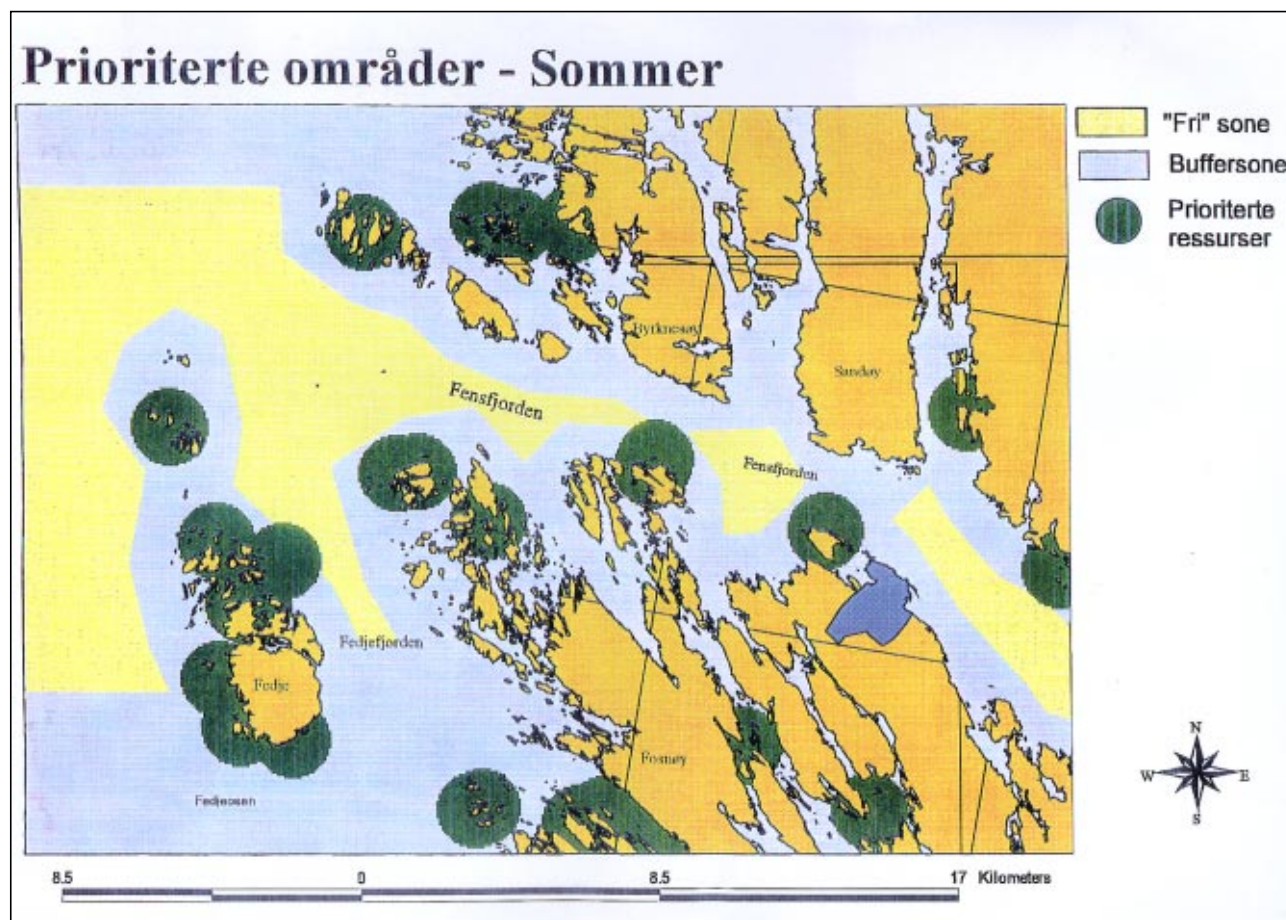 Prioriterte områder - Sommer
"Fri" sone
Buffersone
Prioriterte
ressurser
Byrknesøy
Sandøy
Fensfjorden
Fensfjorden
Fedjefjorden
Fedje
Fosnøy
Fedjeosen
N
W E
S
8.5 0 8.5 17 Kilometers